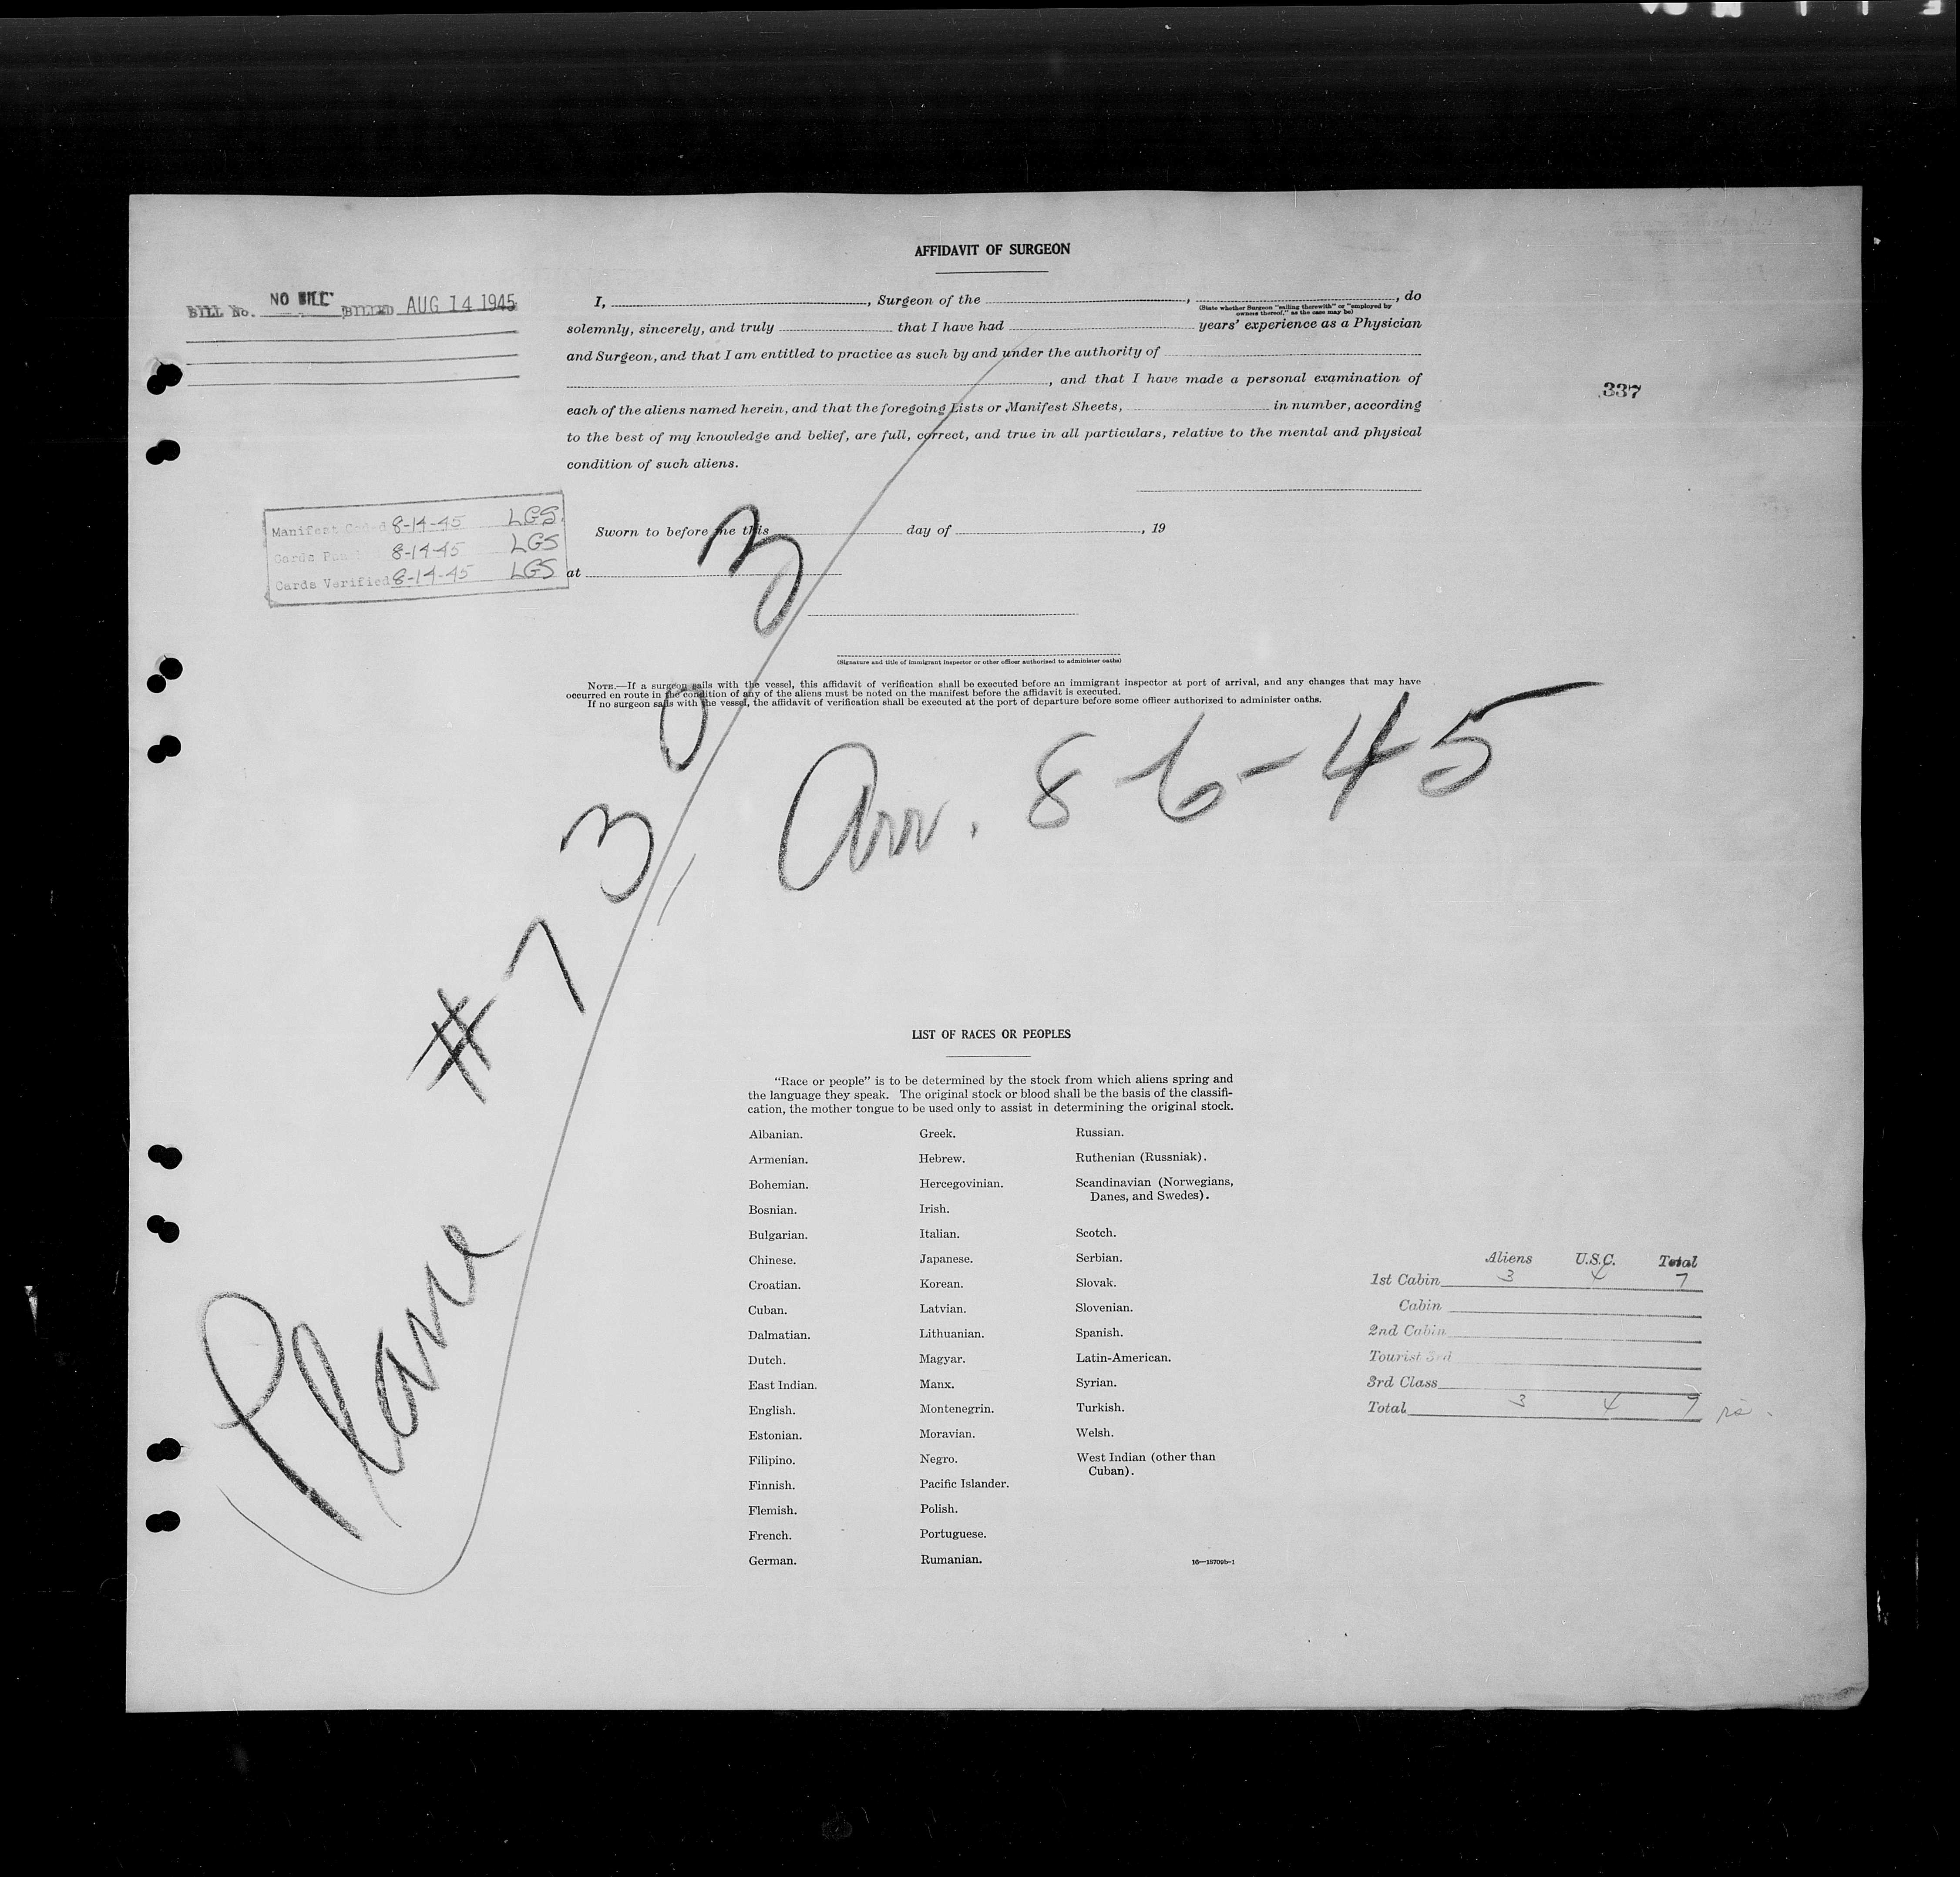 AFFIDAVIT OF SURGEON
BILL No. NO BILL BILLED AUG 14 1945
I, , Surgeon of the , , do
(State whether Surgeon "sailing therewith" or "employed by
owners thereof," as the case may be)
solemnly, sincerely, and truly that I have had years' experience as a Physician
and Surgeon, and that I am entitled to practice as such by and under the authority of
, and that I have made a personal examination of
337
each of the aliens named herein, and that the foregoing Lists or Manifest Sheets, in number, according
to the best of my knowledge and belief, are full, correct, and true in all particulars, relative to the mental and physical
condition of such aliens.
Manifest Coded 8-14-45 LGS.
Cards Pun 8-14-45 LGS
Cards Verified 8-14-45 LGS
Sworn to before me this day of , 19
at
(Signature and title of immigrant inspector or other officer authorized to administer oaths)
NOTE.—If a surgeon sails with the vessel, this affidavit of verification shall be executed before an immigrant inspector at port of arrival, and any changes that may have
occurred en route in the condition of any of the aliens must be noted on the manifest before the affidavit is executed.
If no surgeon sails with the vessel, the affidavit of verification shall be executed at the port of departure before some officer authorized to administer oaths.
Plane #7303
Arr. 8-6-45
LIST OF RACES OR PEOPLES
"Race or people" is to be determined by the stock from which aliens spring and
the language they speak. The original stock or blood shall be the basis of the classifi-
cation, the mother tongue to be used only to assist in determining the original stock.
Albanian.
Armenian.
Bohemian.
Bosnian.
Bulgarian.
Chinese.
Croatian.
Cuban.
Dalmatian.
Dutch.
East Indian.
English.
Estonian.
Filipino.
Finnish.
Flemish.
French.
German.
Greek.
Hebrew.
Hercegovinian.
Irish.
Italian.
Japanese.
Korean.
Latvian.
Lithuanian.
Magyar.
Manx.
Montenegrin.
Moravian.
Negro.
Pacific Islander.
Polish.
Portuguese.
Rumanian.
Russian.
Ruthenian (Russniak).
Scandinavian (Norwegians,
Danes, and Swedes).
Scotch.
Serbian.
Slovak.
Slovenian.
Spanish.
Latin-American.
Syrian.
Turkish.
Welsh.
West Indian (other than
Cuban).
16—18709b-1
Aliens U.S.C. Total
1st Cabin 3 4 7
Cabin
2nd Cabin
Tourist 3rd
3rd Class
Total 3 4 7